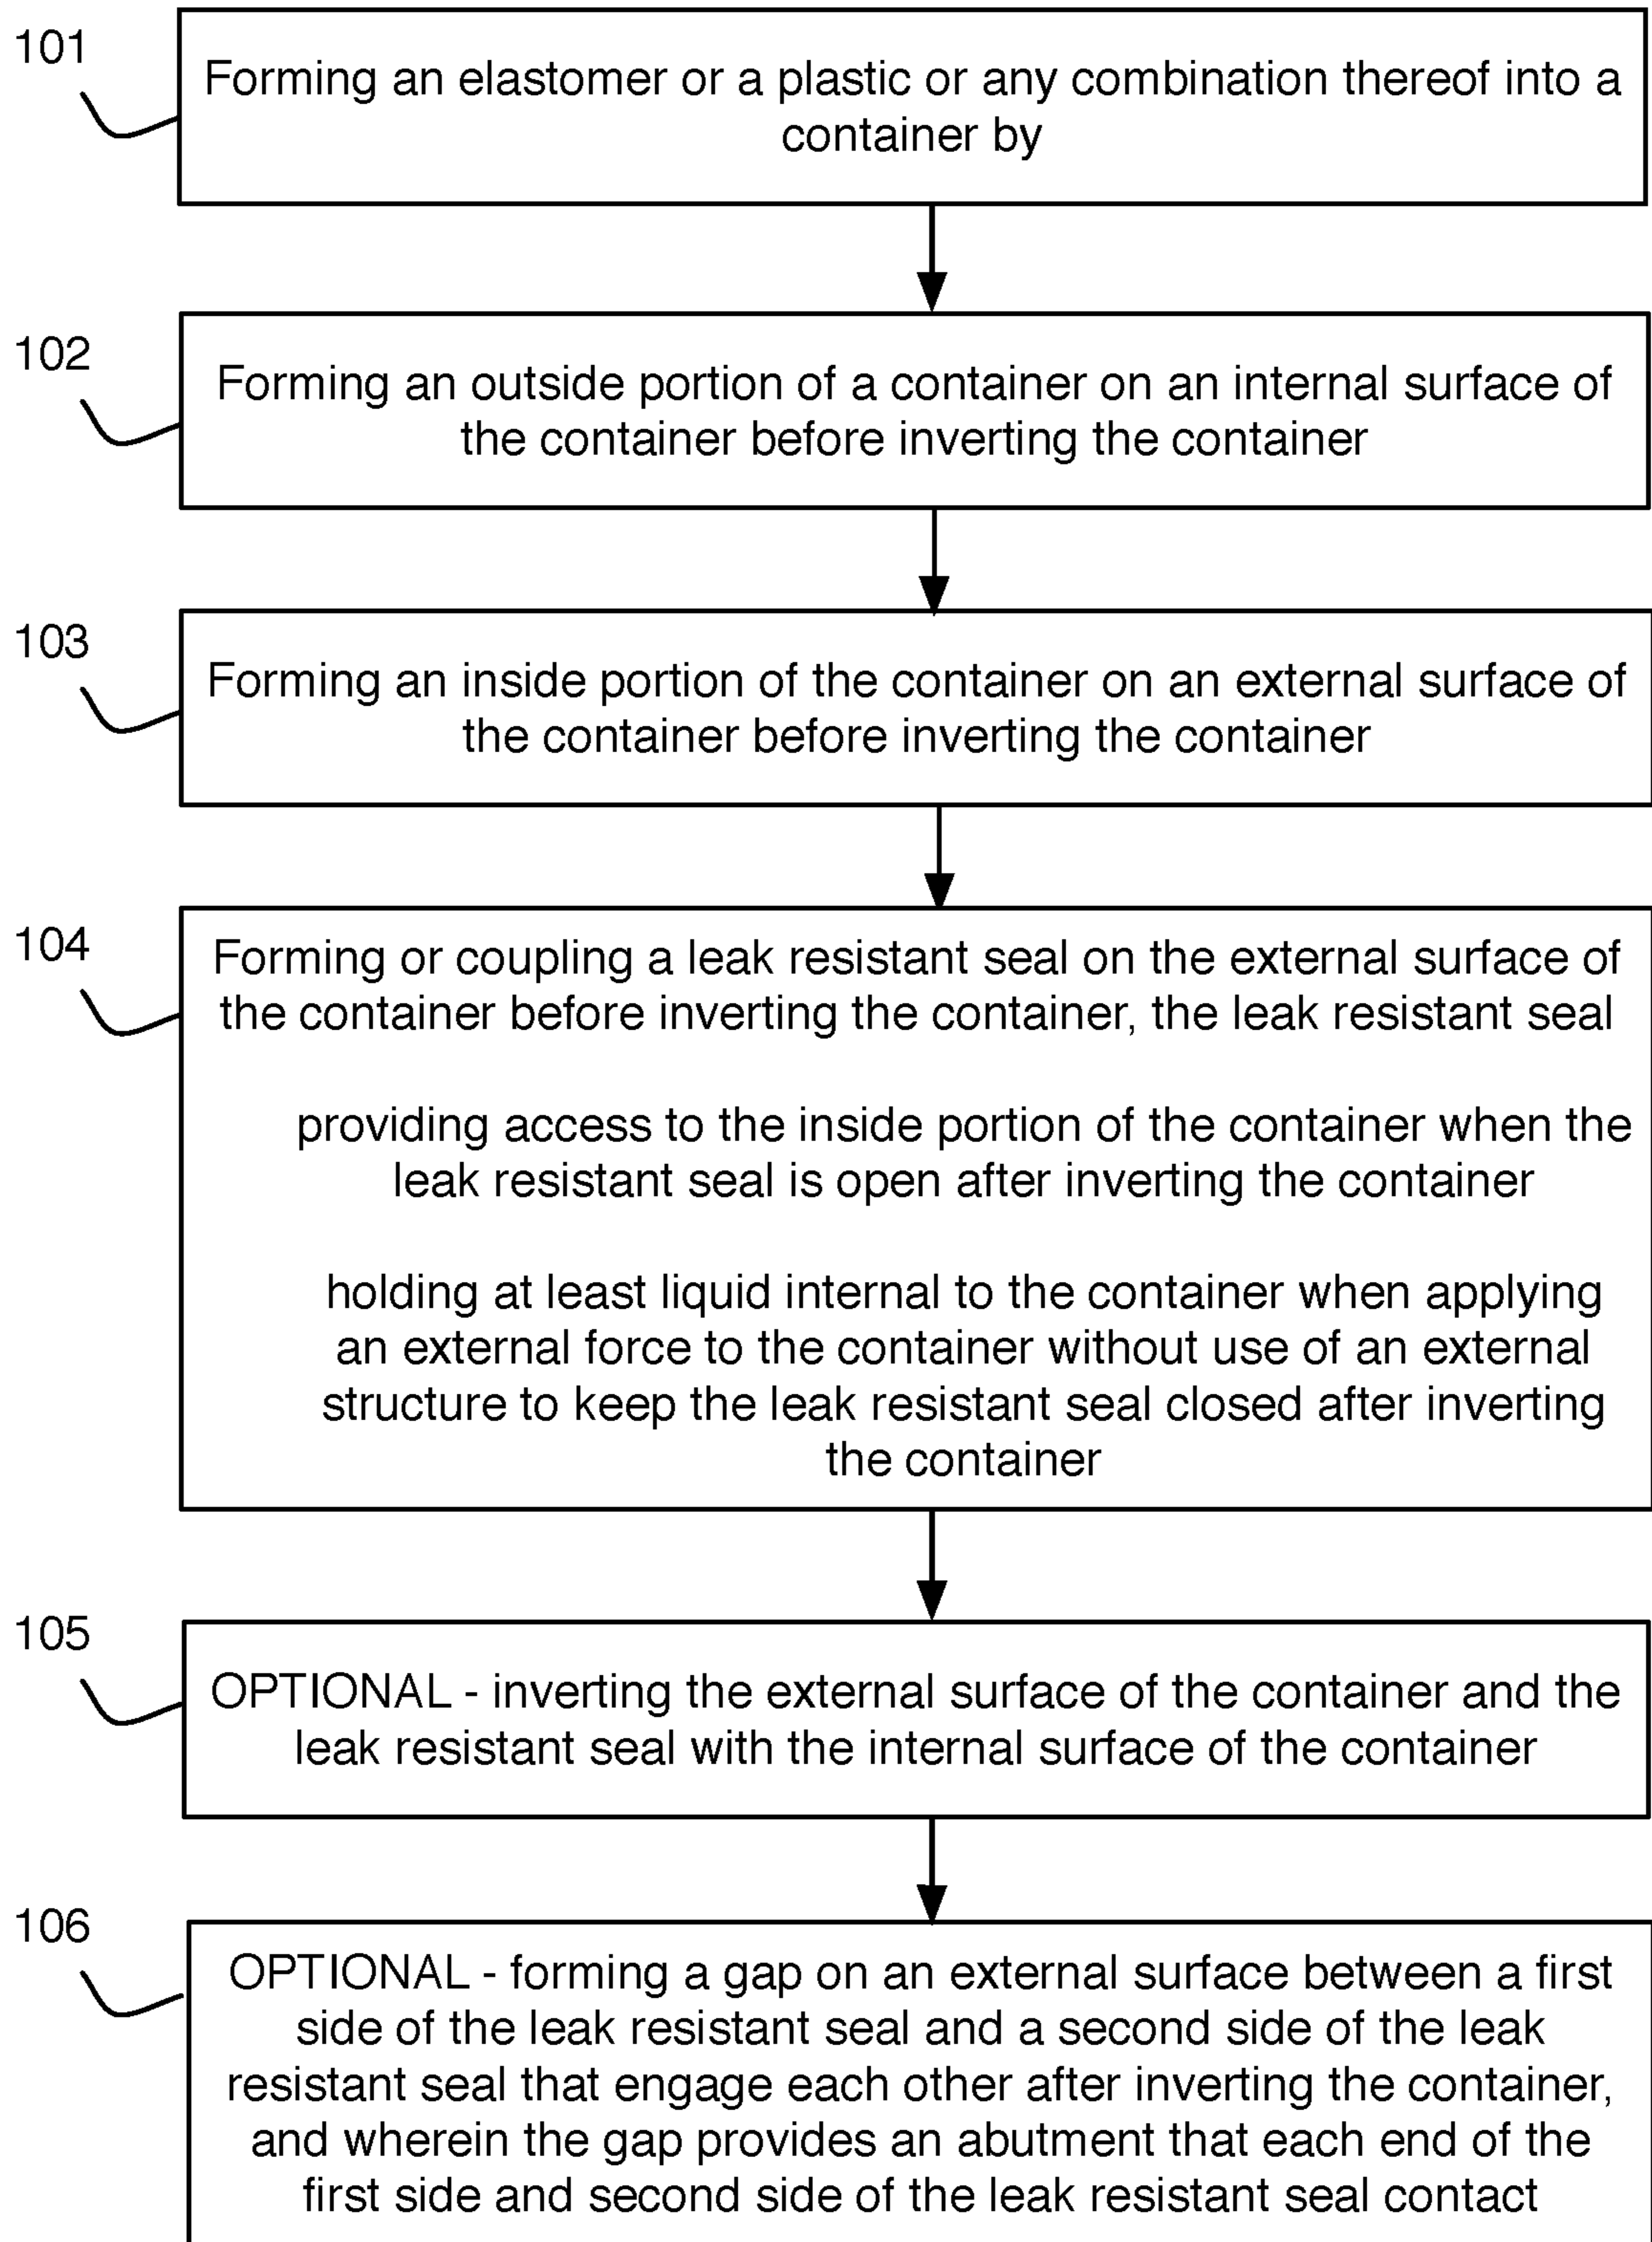 101
Forming an elastomer or a plastic or any combination thereof into a
container by
102
Forming an outside portion of a container on an internal surface of
the container before inverting the container
103
Forming an inside portion of the container on an external surface of
the container before inverting the container
104
Forming or coupling a leak resistant seal on the external surface of
the container before inverting the container, the leak resistant seal
providing access to the inside portion of the container when the
leak resistant seal is open after inverting the container
holding at least liquid internal to the container when applying
an external force to the container without use of an external
structure to keep the leak resistant seal closed after inverting
the container
105
OPTIONAL - inverting the external surface of the container and the
leak resistant seal with the internal surface of the container
106
OPTIONAL - forming a gap on an external surface between a first
side of the leak resistant seal and a second side of the leak
resistant seal that engage each other after inverting the container,
and wherein the gap provides an abutment that each end of the
first side and second side of the leak resistant seal contact